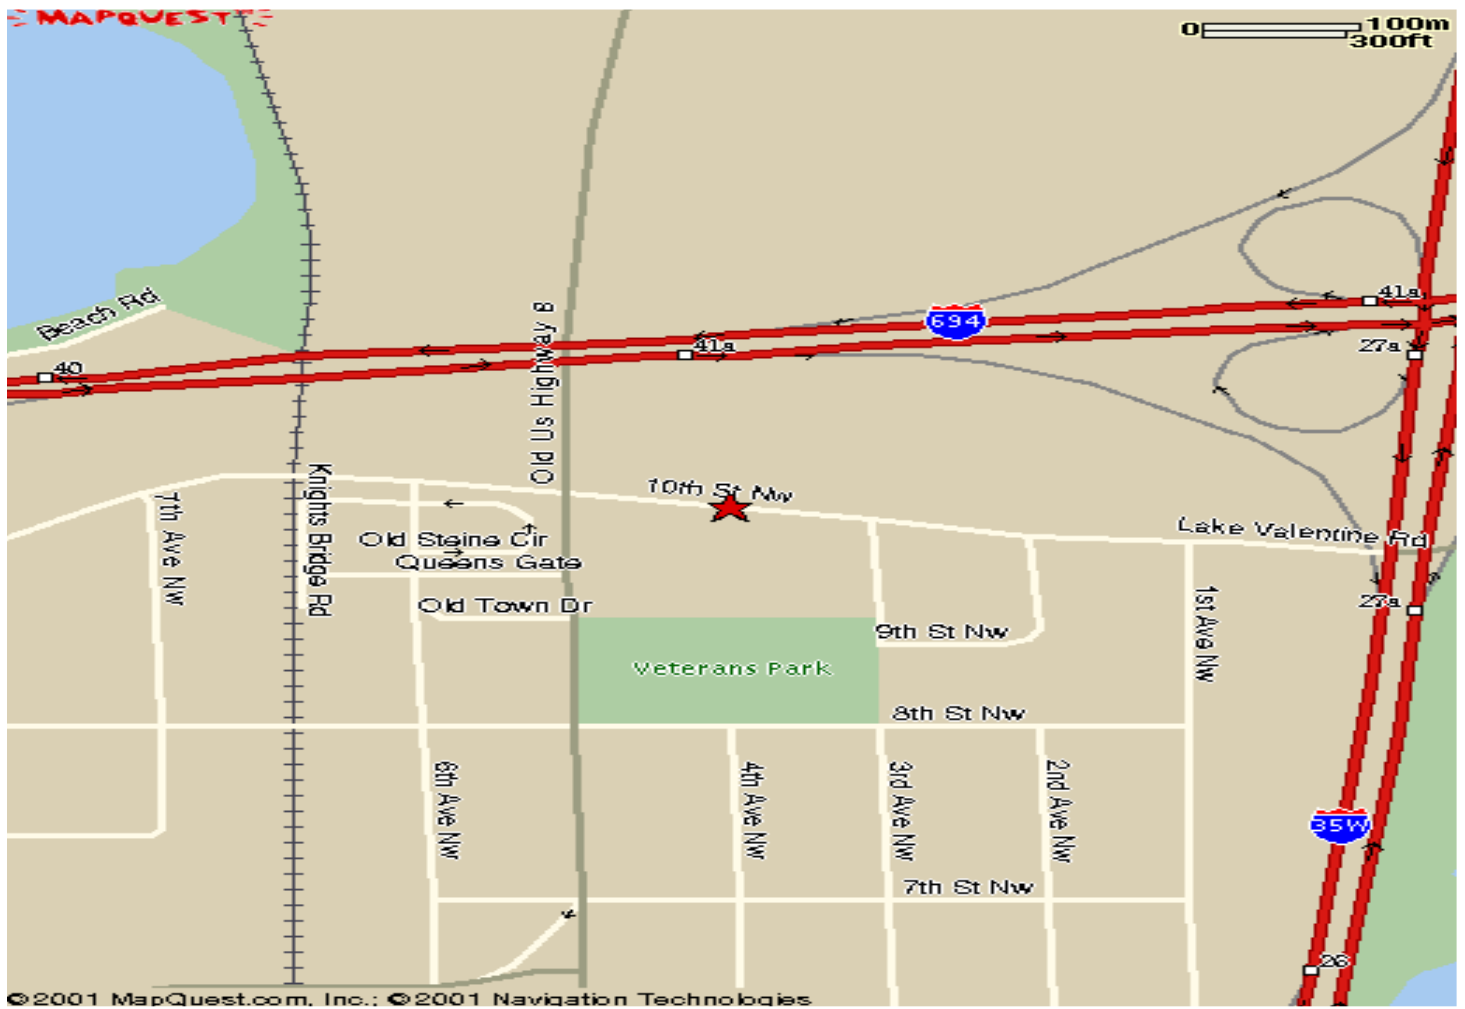 MAPQUEST
0 100m
300ft
Beach Rd
41a
694
40
41a
27a
Old Us Highway 8
10th St Nw
Lake Valentine Rd
7th Ave NW
Knights Bridge Rd
Old Steine Cir
Queens Gate
Old Town Dr
27a
1st Ave NW
9th St Nw
Veterans Park
8th St Nw
6th Ave NW
4th Ave NW
3rd Ave NW
2nd Ave NW
35W
7th St Nw
26
©2001 MapQuest.com, Inc.; ©2001 Navigation Technologies